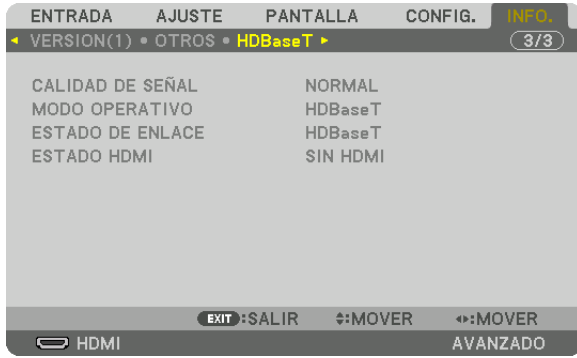 ENTRADA AJUSTE PANTALLA CONFIG. INFO.
◄ VERSION(1) • OTROS • HDBaseT ► 3/3
CALIDAD DE SEÑAL NORMAL
MODO OPERATIVO HDBaseT
ESTADO DE ENLACE HDBaseT
ESTADO HDMI SIN HDMI
EXIT :SALIR :MOVER :MOVER
HDMI AVANZADO